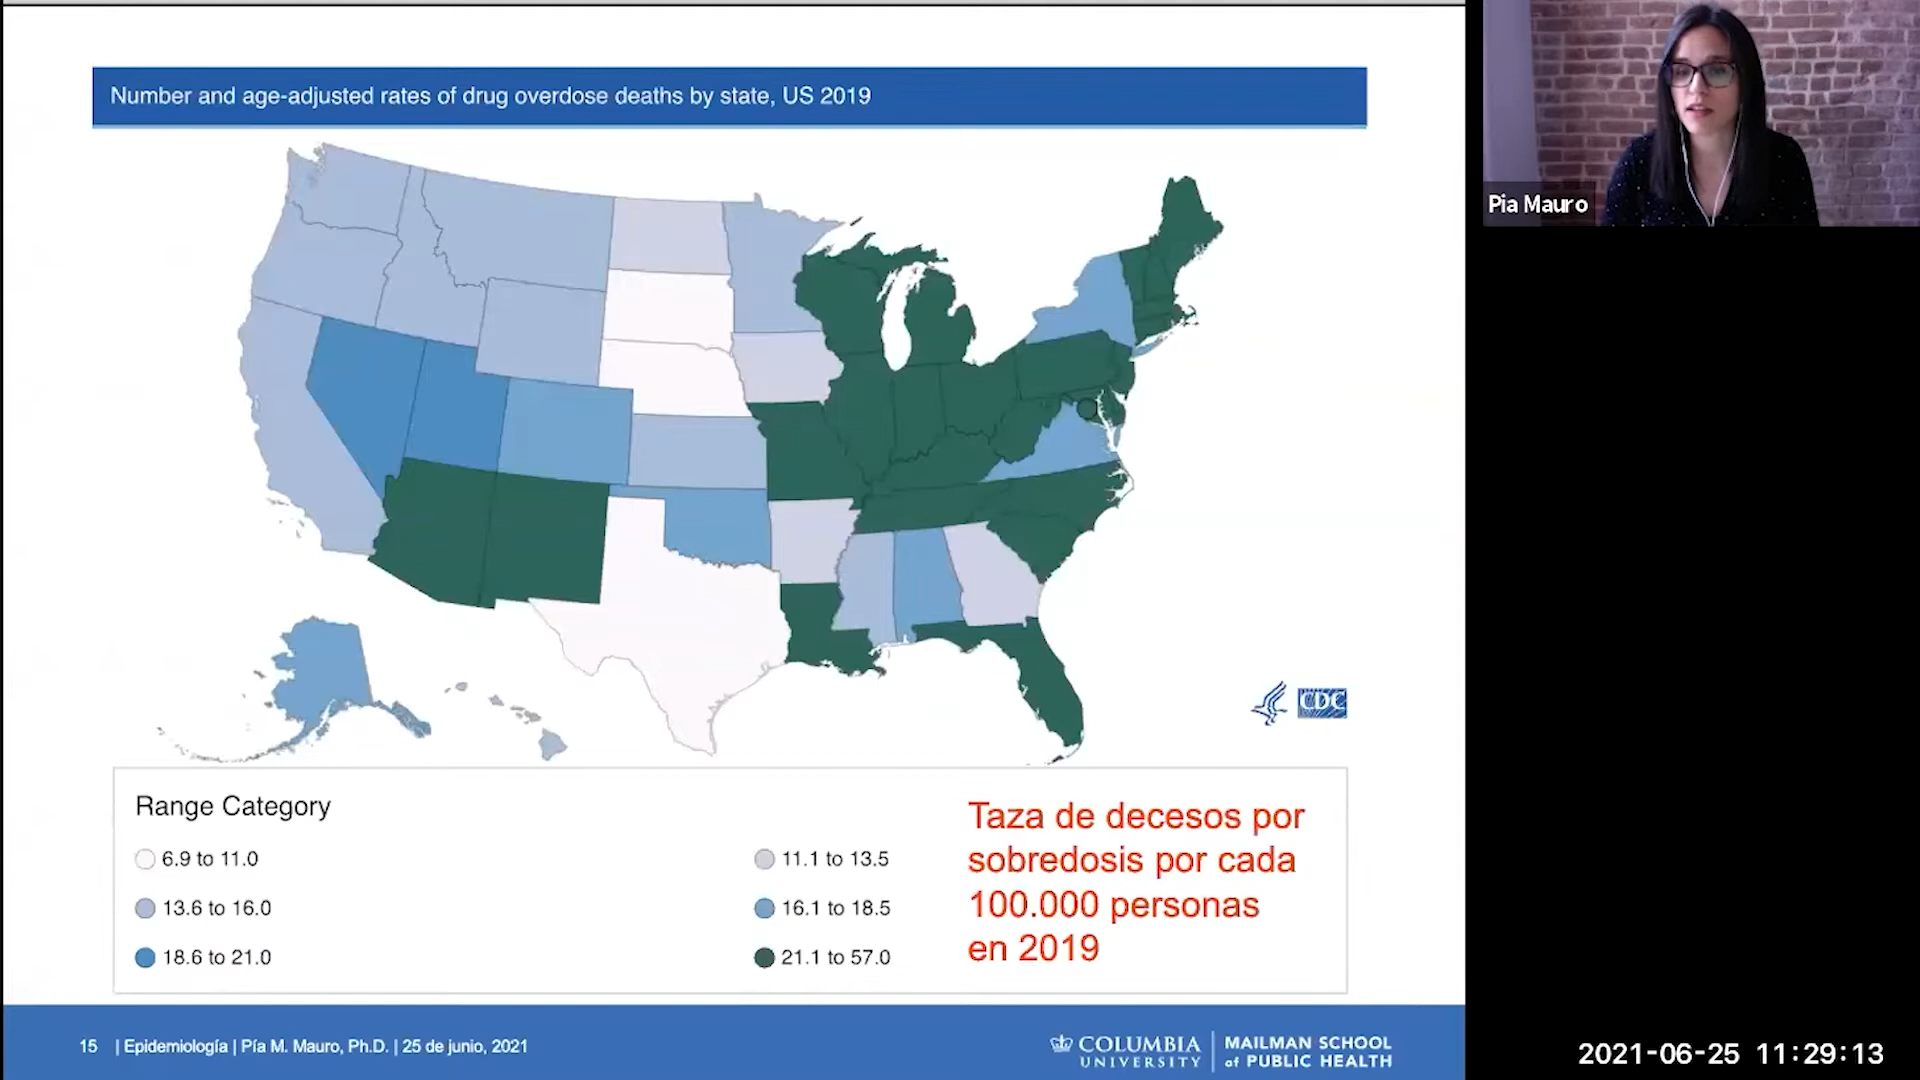 Number and age-adjusted rates of drug overdose deaths by state, US 2019
CDC
Range Category
6.9 to 11.0
11.1 to 13.5
13.6 to 16.0
16.1 to 18.5
18.6 to 21.0
21.1 to 57.0
Taza de decesos por
sobredosis por cada
100.000 personas
en 2019
15 | Epidemiología | Pía M. Mauro, Ph.D. | 25 de junio, 2021
COLUMBIA
UNIVERSITY
MAILMAN SCHOOL
of PUBLIC HEALTH
Pia Mauro
2021-06-25 11:29:13